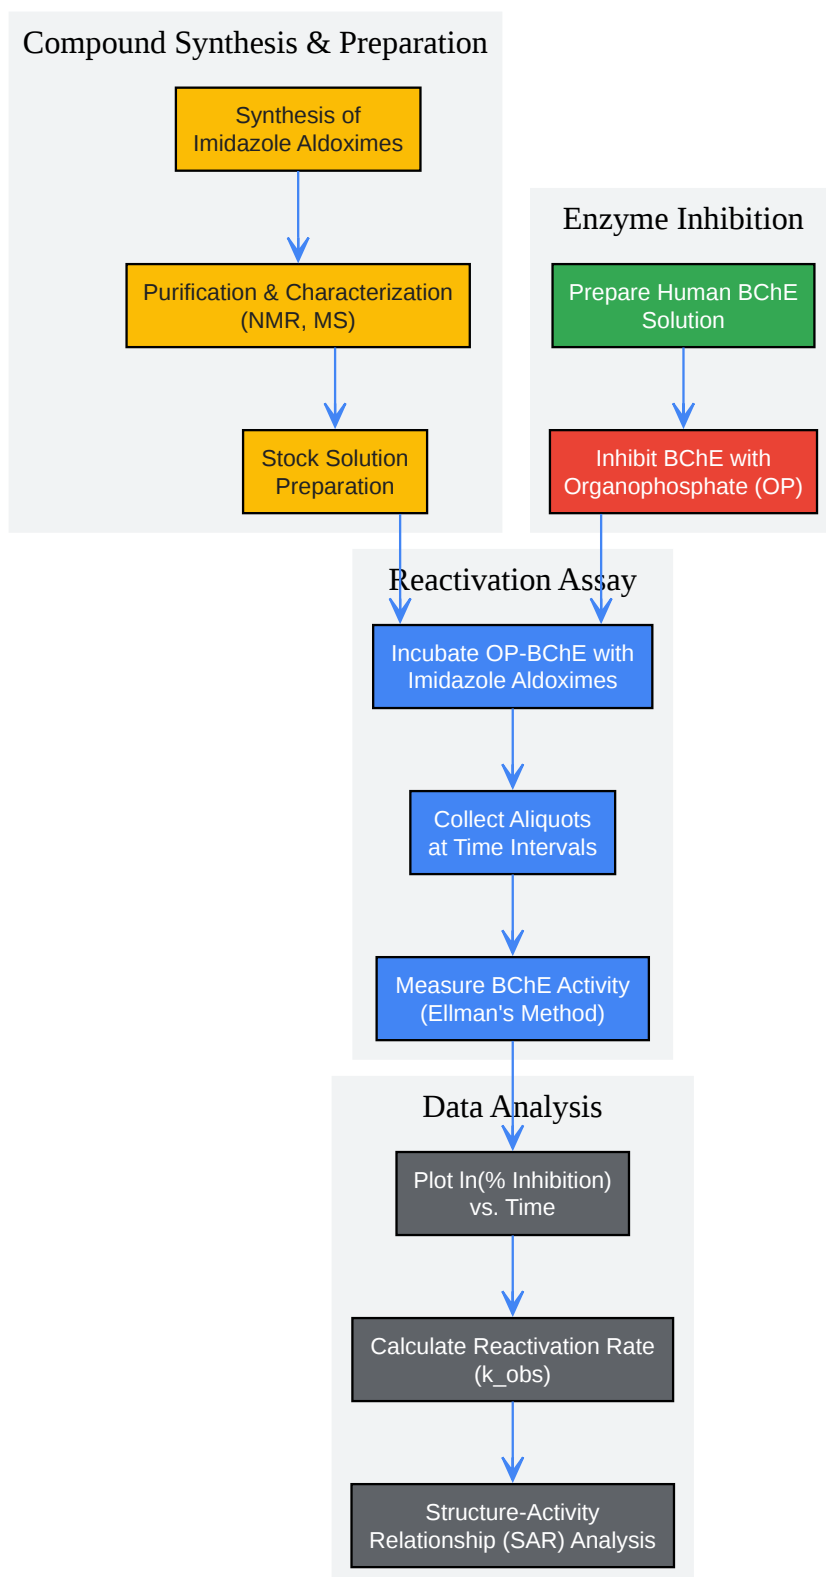 Compound Synthesis & Preparation
Synthesis of
Imidazole Aldoximes
Purification & Characterization
(NMR, MS)
Stock Solution
Preparation
Enzyme Inhibition
Prepare Human BChE
Solution
Inhibit BChE with
Organophosphate (OP)
Reactivation Assay
Incubate OP-BChE with
Imidazole Aldoximes
Collect Aliquots
at Time Intervals
Measure BChE Activity
(Ellman's Method)
Data Analysis
Plot ln(% Inhibition)
vs. Time
Calculate Reactivation Rate
(k_obs)
Structure-Activity
Relationship (SAR) Analysis